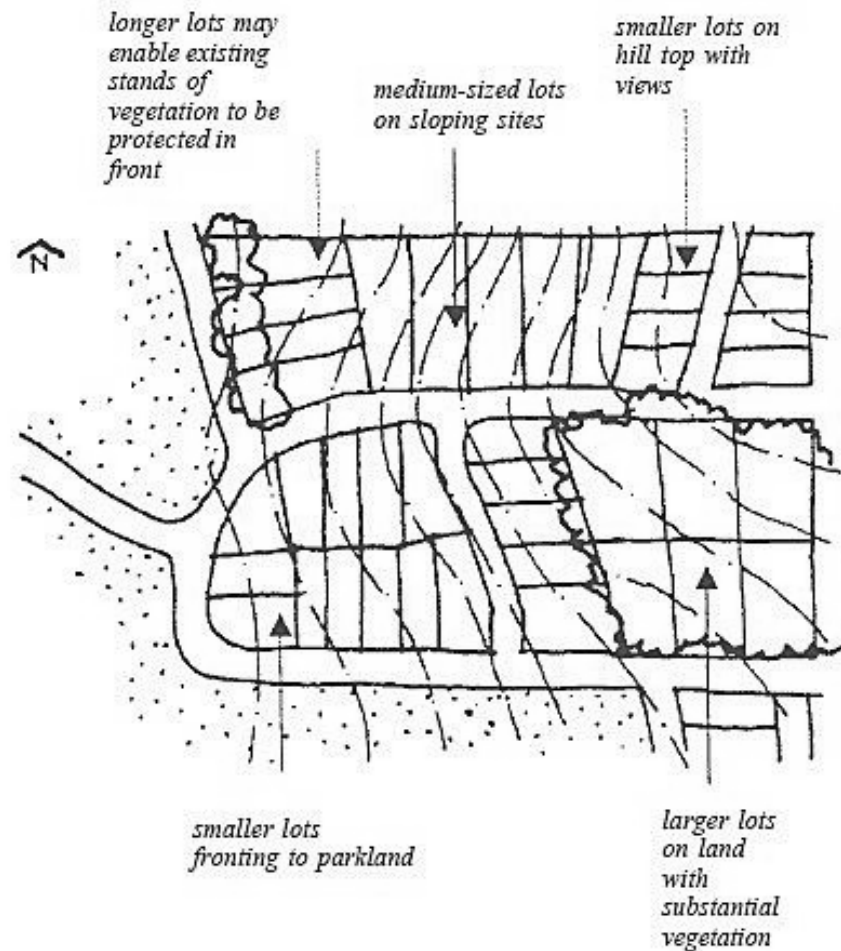 longer lots may
enable existing
stands of
vegetation to be
protected in
front
medium-sized lots
on sloping sites
smaller lots on
hill top with
views
N
smaller lots
fronting to parkland
larger lots
on land
with
substantial
vegetation